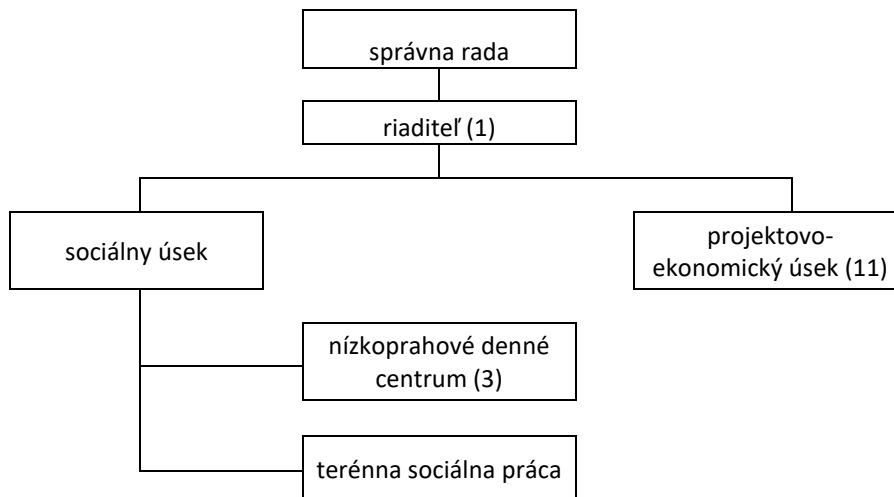 správna rada
riaditeľ (1)
sociálny úsek
projektovo-
ekonomický úsek (11)
nízkoprahové denné
centrum (3)
terénna sociálna práca